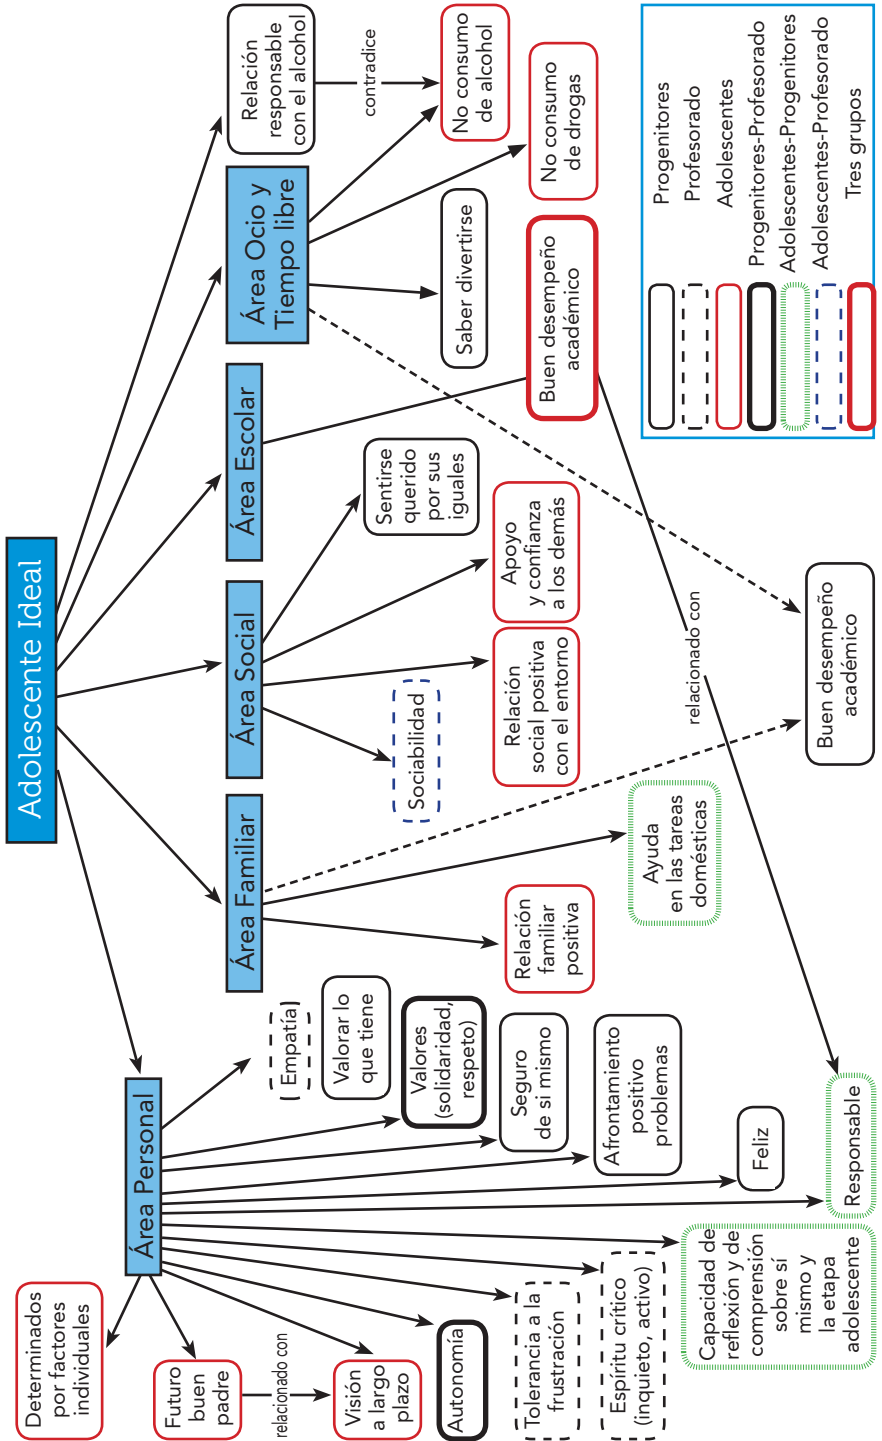 Adolescente Ideal
Área Personal
Área Familiar
Área Social
Área Escolar
Área Ocio y
Tiempo libre
Relación
responsable
con el alcohol
contradice
No consumo
de alcohol
No consumo
de drogas
Saber divertirse
Buen desempeño
académico
Sentirse
querido
por sus
iguales
Apoyo
y confianza
a los demás
Relación
social positiva
con el entorno
Sociabilidad
relacionado con
Buen desempeño
académico
Ayuda
en las tareas
domésticas
Relación
familiar
positiva
Empatía
Valorar lo
que tiene
Valores
(solidaridad,
respeto)
Seguro
de si mismo
Afrontamiento
positivo
problemas
Feliz
Responsable
Capacidad de
reflexión y de
comprensión
sobre sí
mismo y
la etapa
adolescente
Espíritu crítico
(inquieto, activo)
Tolerancia a la
frustración
Autonomía
Visión
a largo
plazo
relacionado con
Futuro
buen
padre
Determinados
por factores
individuales
Progenitores
Profesorado
Adolescentes
Progenitores-Profesorado
Adolescentes-Progenitores
Adolescentes-Profesorado
Tres grupos